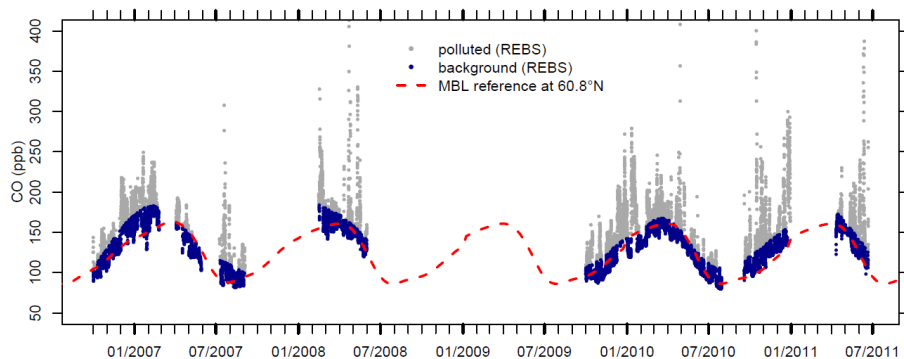 400
350
300
250
200
150
100
50
CO (ppb)
polluted (REBS)
background (REBS)
MBL reference at 60.8°N
01/2007 07/2007 01/2008 07/2008 01/2009 07/2009 01/2010 07/2010 01/2011 07/2011